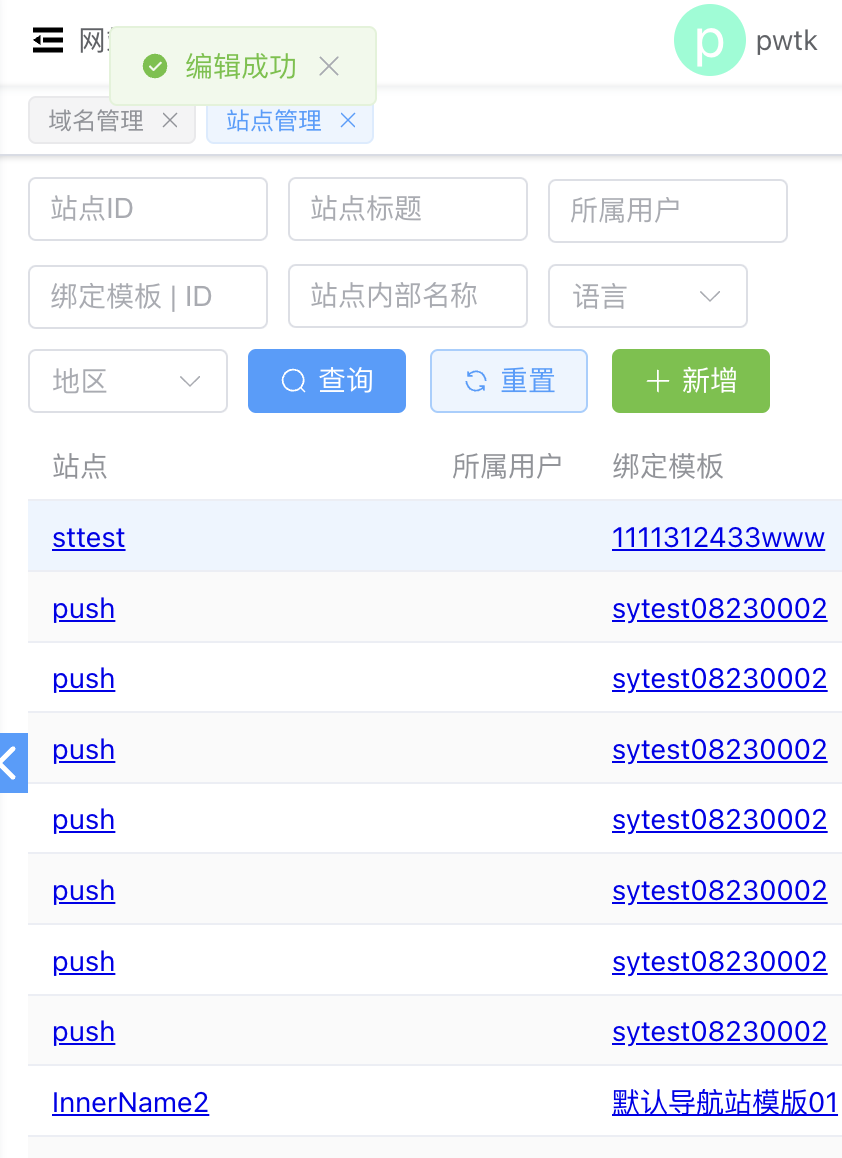 网
编辑成功
p
pwtk
域名管理
站点管理
站点ID
站点标题
所属用户
绑定模板 | ID
站点内部名称
语言
地区
查询
重置
新增
站点 所属用户 绑定模板
sttest 1111312433www
push sytest08230002
push sytest08230002
push sytest08230002
push sytest08230002
push sytest08230002
push sytest08230002
push sytest08230002
InnerName2 默认导航站模版01